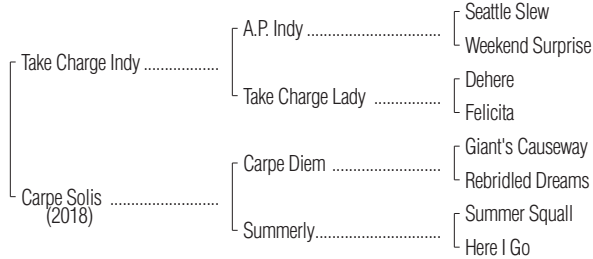 Seattle Slew
A.P. Indy ........................................
Weekend Surprise
Take Charge Indy ......................
Dehere
Take Charge Lady ....................
Felicita
Giant's Causeway
Carpe Diem ................................
Rebridled Dreams
Carpe Solis ................................
(2018)
Summer Squall
Summerly.....................................
Here I Go